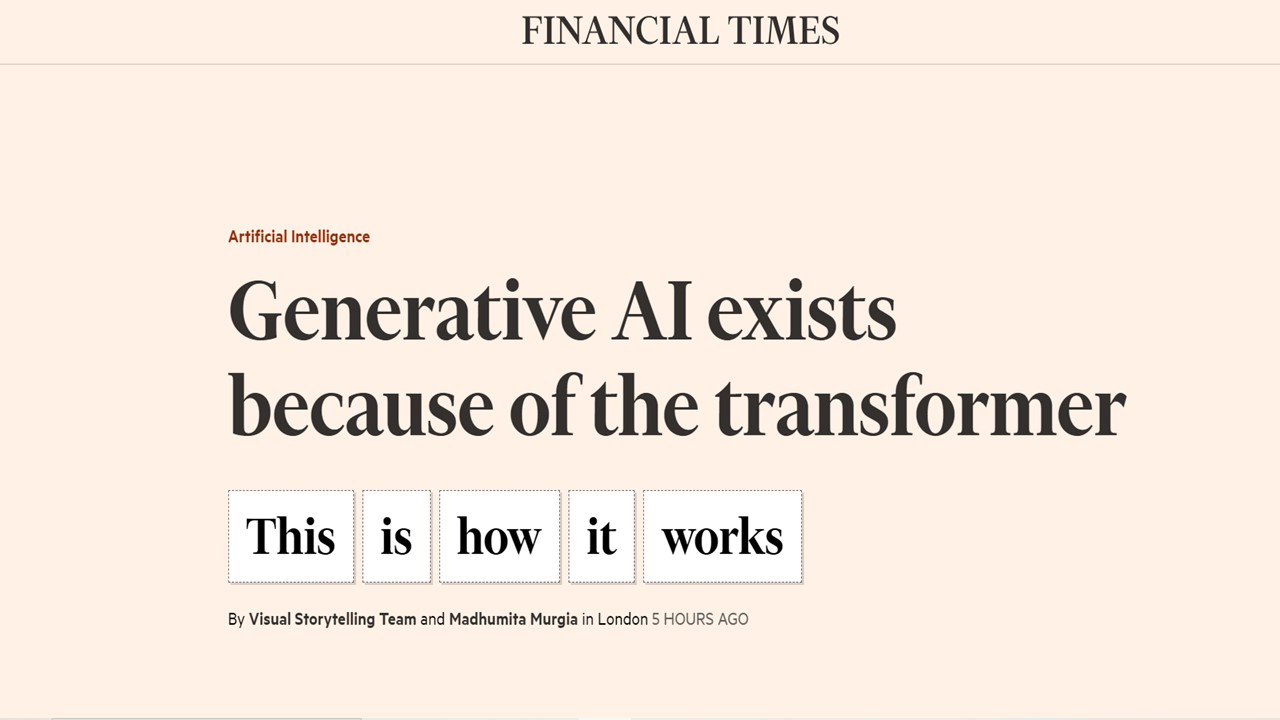 FINANCIAL TIMES
Artificial Intelligence
Generative AI exists
because of the transformer
This is how it works
By Visual Storytelling Team and Madhumita Murgia in London 5 HOURS AGO